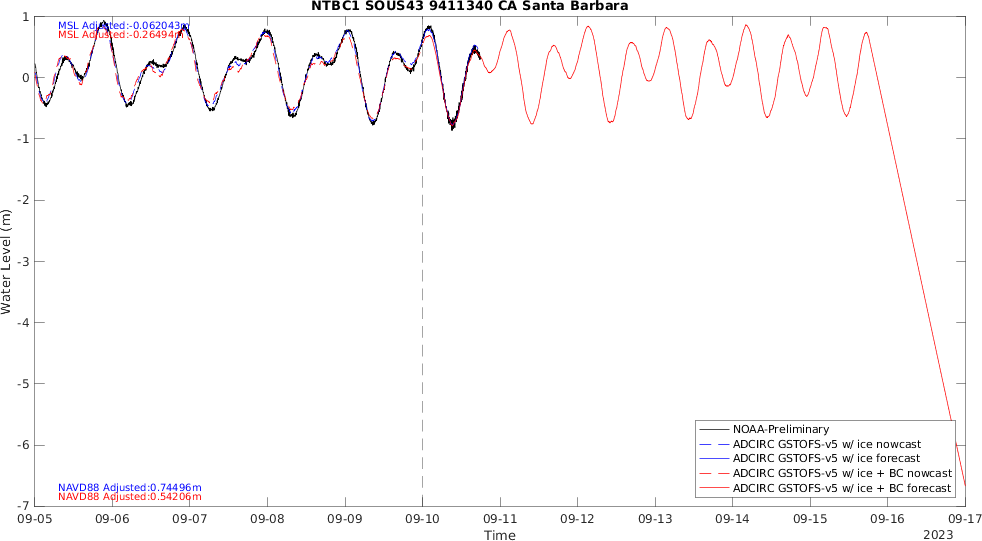 NTBC1 SOUS43 9411340 CA Santa Barbara
MSL Adjusted:-0.062043m
MSL Adjusted:-0.26494m
1
0
-1
-2
-3
-4
-5
-6
-7
Water Level (m)
NOAA-Preliminary
ADCIRC GSTOFS-v5 w/ ice nowcast
ADCIRC GSTOFS-v5 w/ ice forecast
ADCIRC GSTOFS-v5 w/ ice + BC nowcast
ADCIRC GSTOFS-v5 w/ ice + BC forecast
NAVD88 Adjusted:0.74496m
NAVD88 Adjusted:0.54206m
09-05 09-06 09-07 09-08 09-09 09-10 09-11 09-12 09-13 09-14 09-15 09-16 09-17
Time
2023